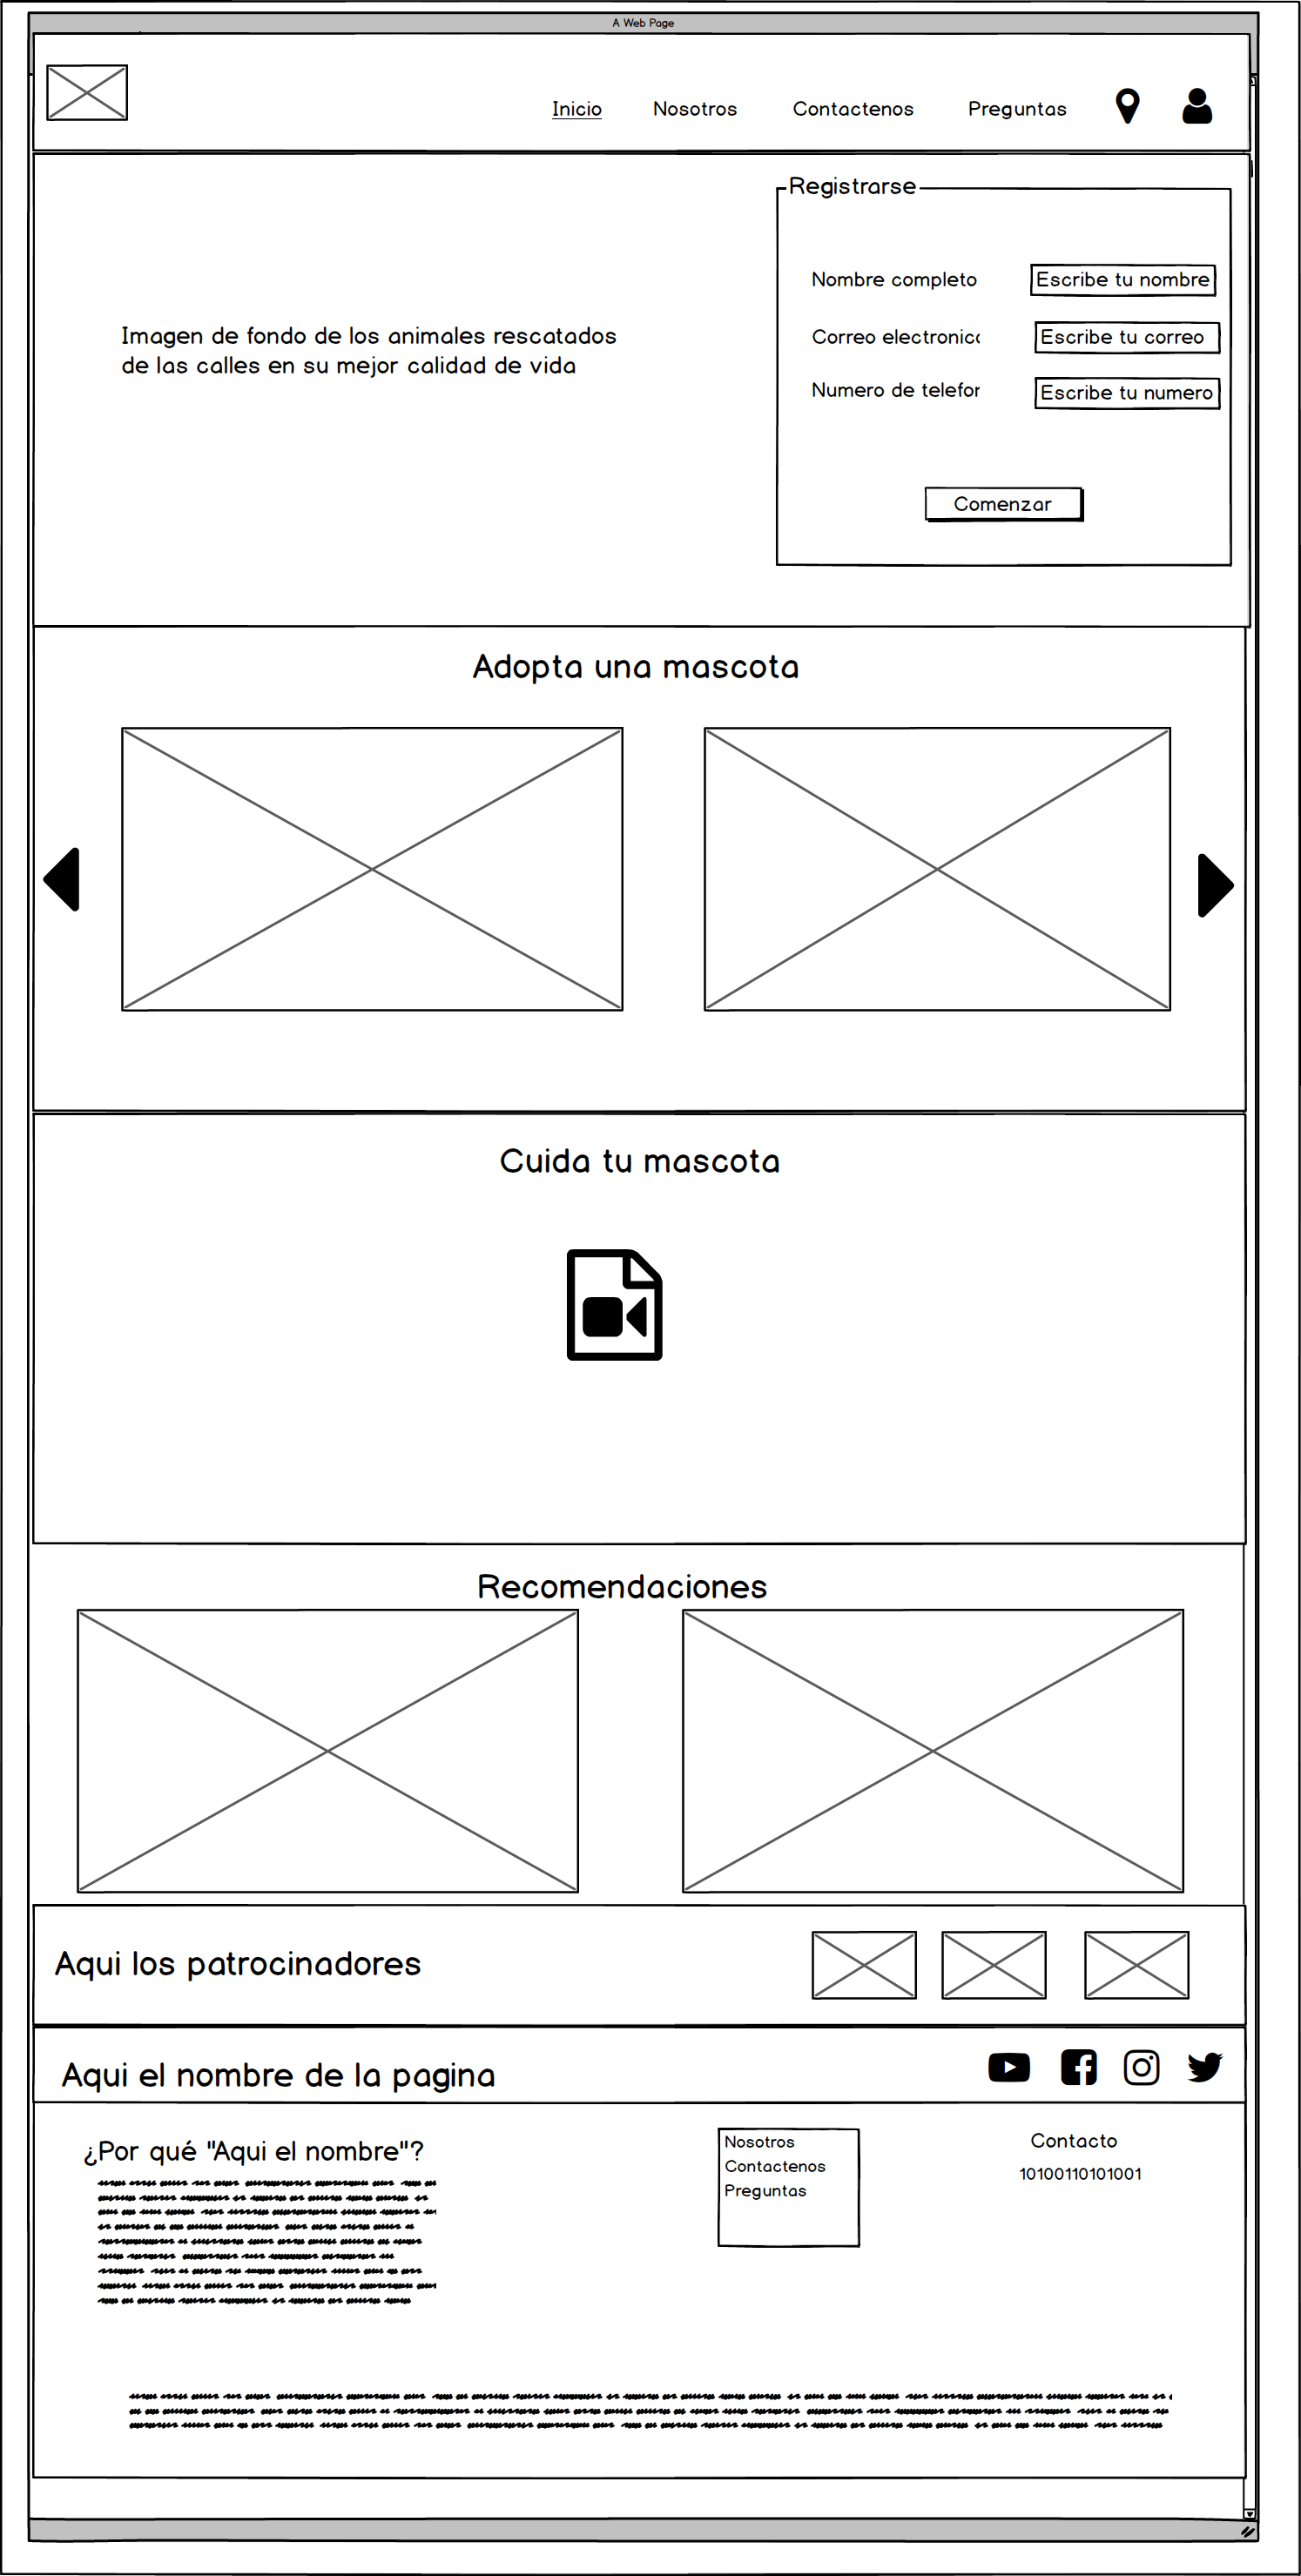 A Web Page
Inicio
Nosotros
Contactenos
Preguntas
Registrarse
Nombre completo
Escribe tu nombre
Imagen de fondo de los animales rescatados
de las calles en su mejor calidad de vida
Correo electronic
Escribe tu correo
Numero de telefor
Escribe tu numero
Comenzar
Adopta una mascota
Cuida tu mascota
Recomendaciones
Aqui los patrocinadores
Aqui el nombre de la pagina
¿Por qué "Aqui el nombre"?
Nosotros
Contactenos
Preguntas
Contacto
10100110101001